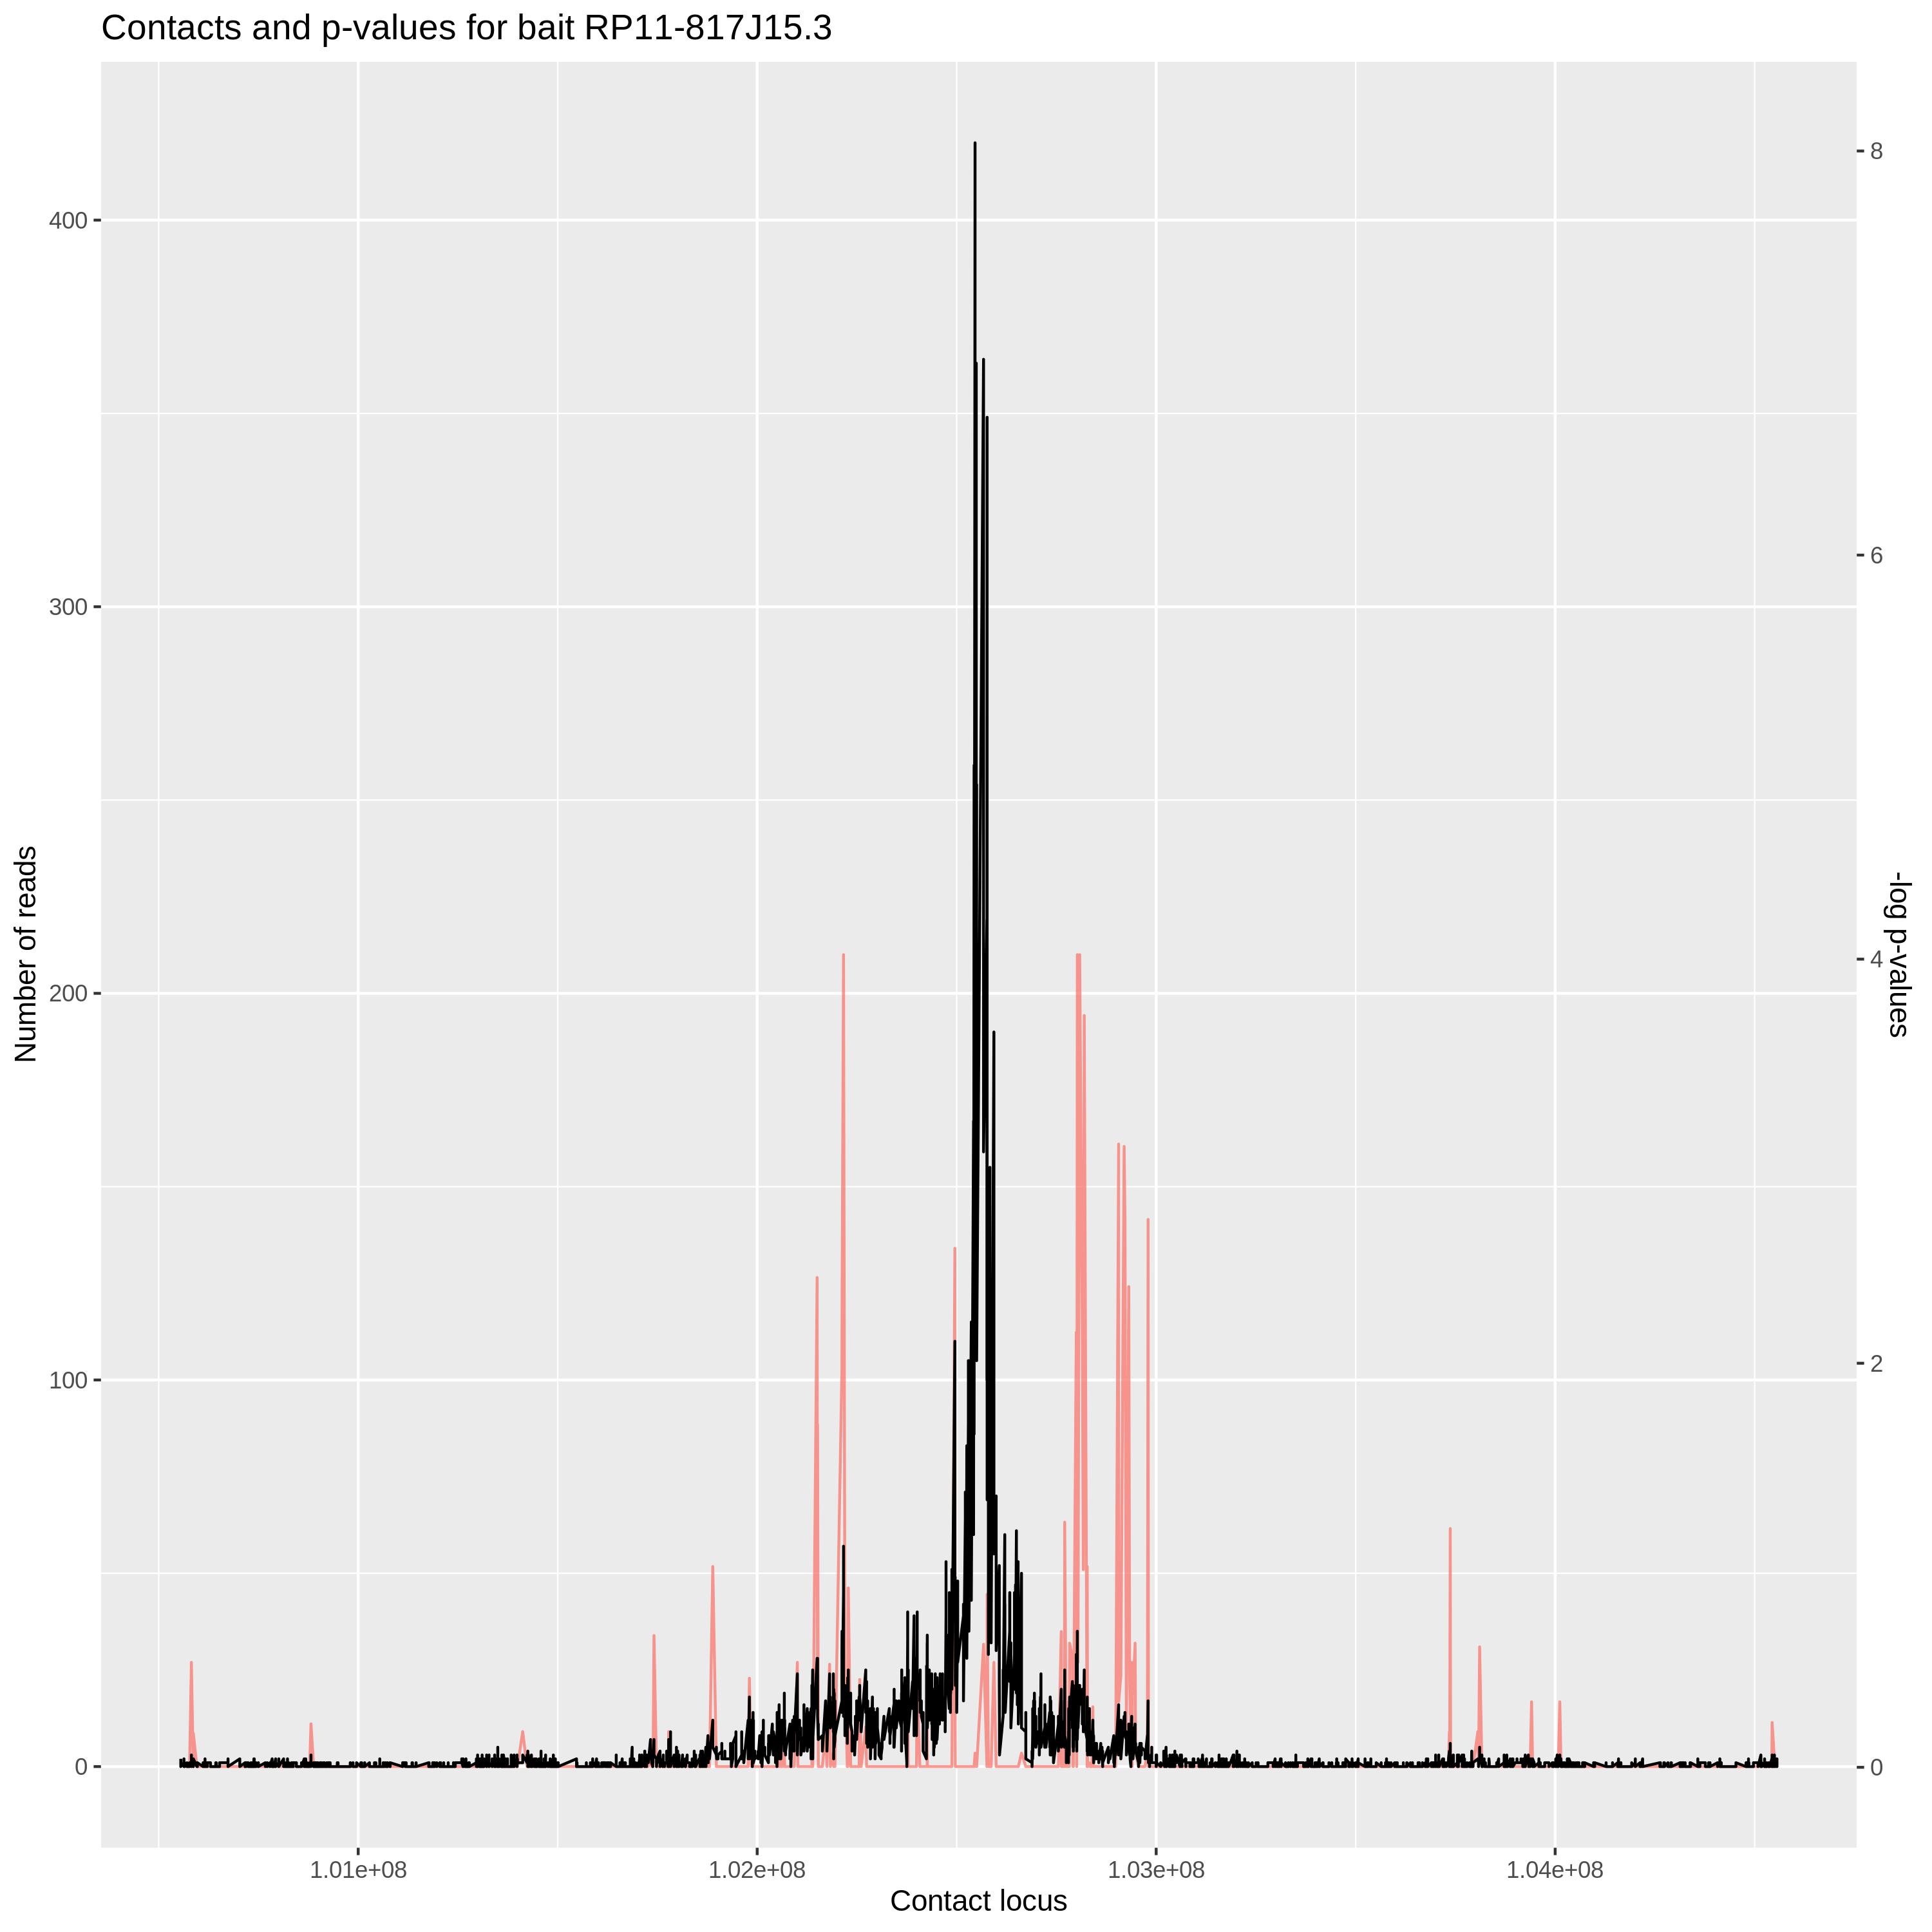 Contacts and p-values for bait RP11-817J15.3
400
300
200
100
0
Number of reads
8
6
4
2
0
-log p-values
1.01e+08
1.02e+08
1.03e+08
1.04e+08
Contact locus